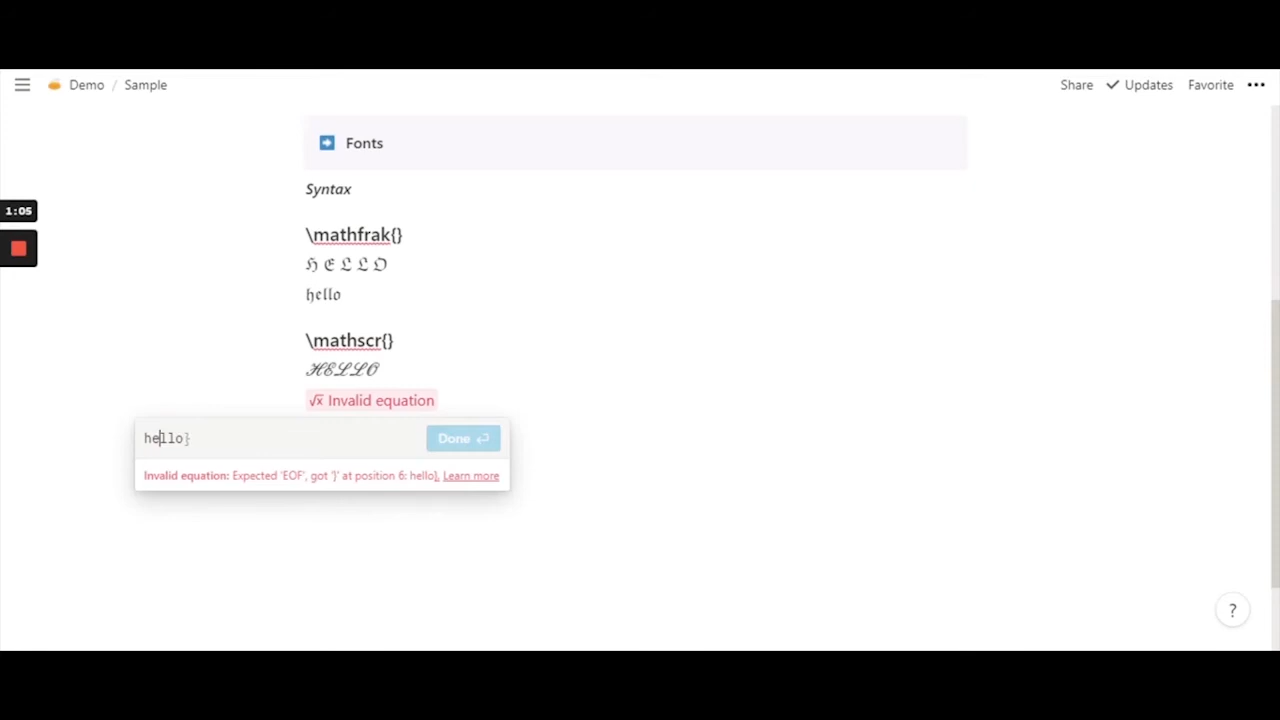 Demo / Sample
Share ✓ Updates Favorite •••
Fonts
Syntax
1:05
\mathfrak{}
ℌ 𝔈 𝔏 𝔏 𝔒
𝔥𝔢𝔩𝔩𝔬
\mathscr{}
ℋℰℒℒ𝒪
√x Invalid equation
hello}
Done ⏎
Invalid equation: Expected 'EOF', got '}' at position 6: hello}. Learn more
?